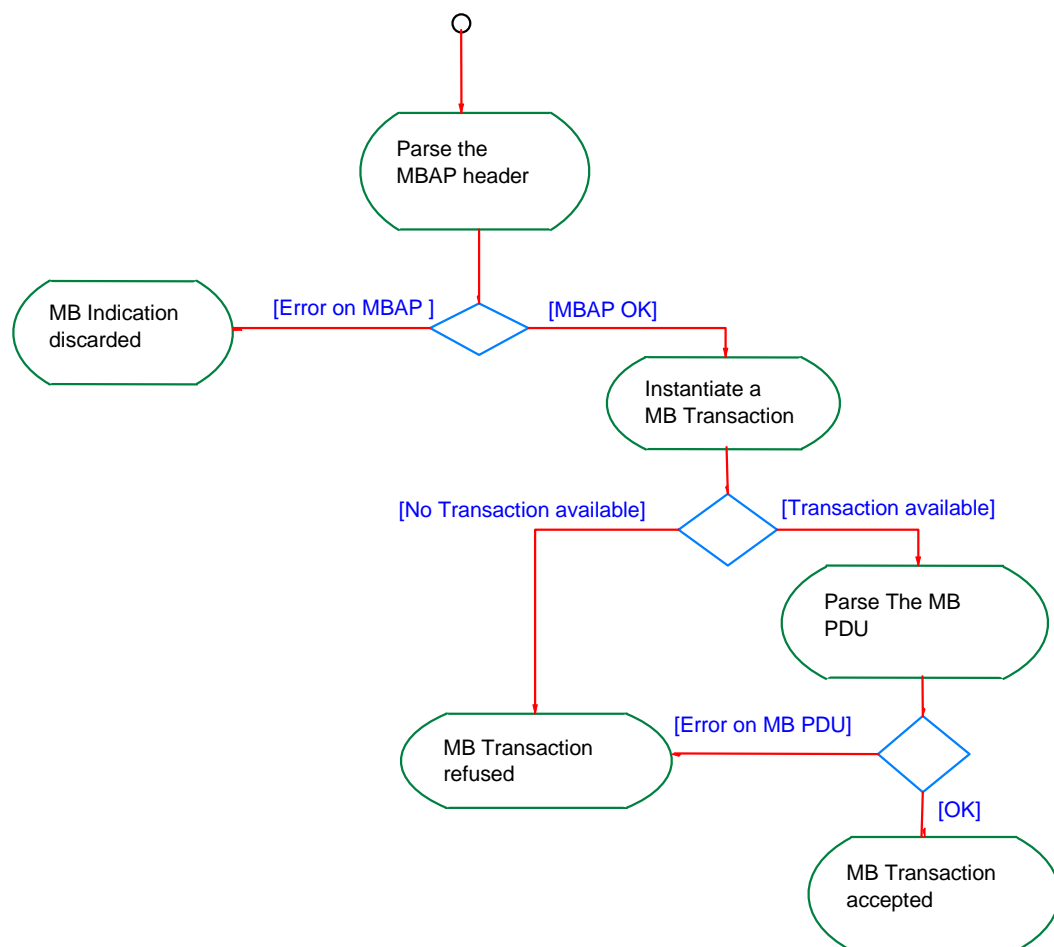 Parse the
MBAP header
[Error on MBAP ]
[MBAP OK]
MB Indication
discarded
Instantiate a
MB Transaction
[No Transaction available]
[Transaction available]
Parse The MB
PDU
[Error on MB PDU]
MB Transaction
refused
[OK]
MB Transaction
accepted